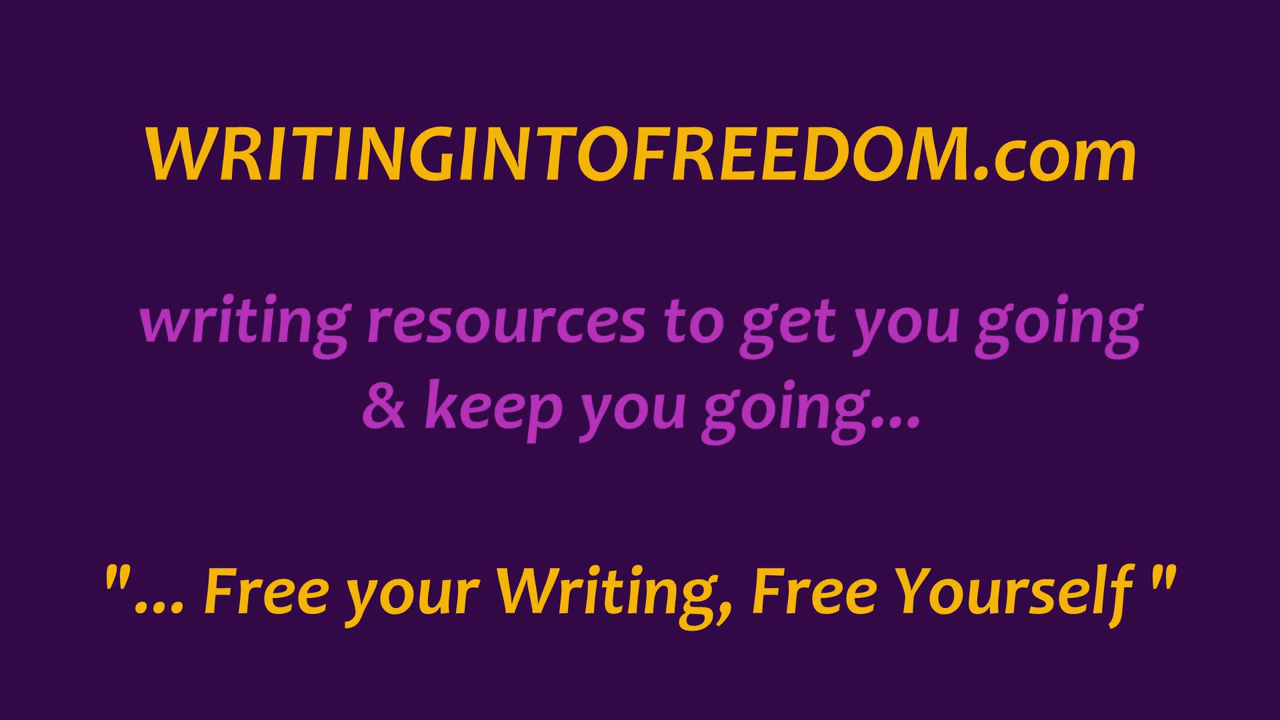 WRITINGINTOFREEDOM.com
writing resources to get you going
& keep you going...
"... Free your Writing, Free Yourself "